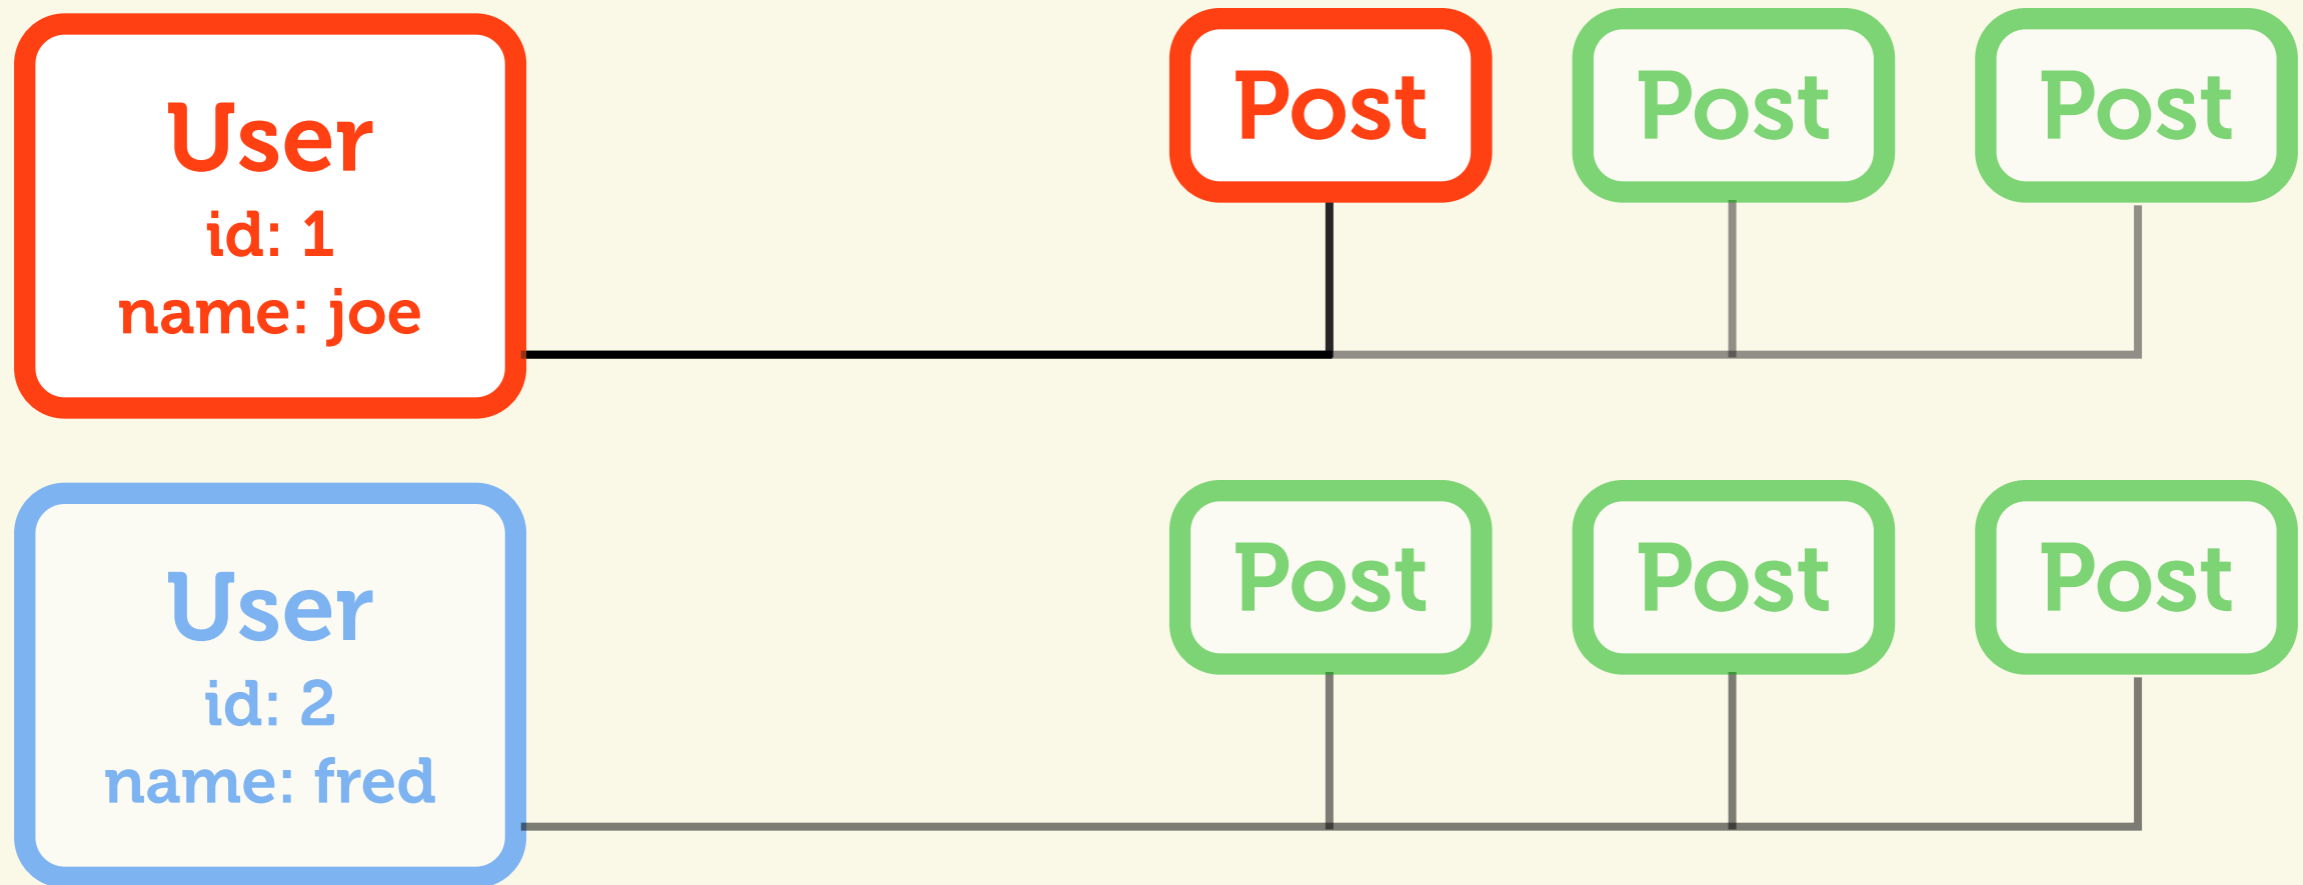 User
id: 1
name: joe
Post
Post
Post
User
id: 2
name: fred
Post
Post
Post